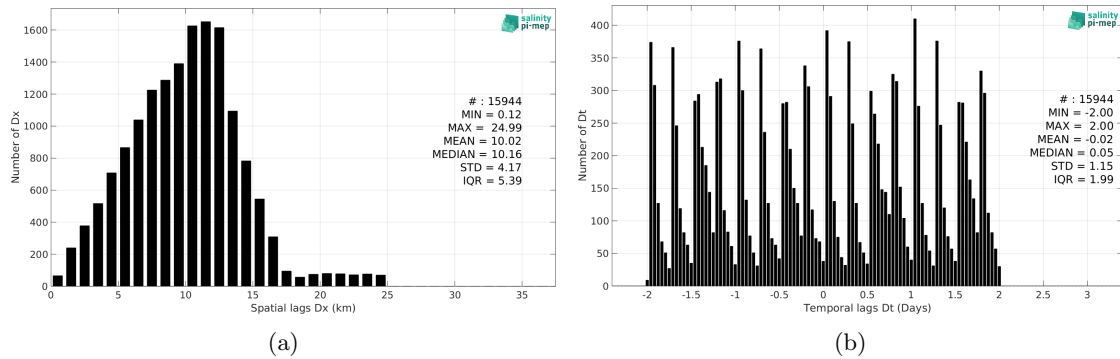 salinity
pi-mep
# : 15944
MIN = 0.12
MAX = 24.99
MEAN = 10.02
MEDIAN = 10.16
STD = 4.17
IQR = 5.39
Number of Dx
1600
1400
1200
1000
800
600
400
200
0
0 5 10 15 20 25 30 35
Spatial lags Dx (km)
(a)
salinity
pi-mep
# : 15944
MIN = -2.00
MAX = 2.00
MEAN = -0.02
MEDIAN = 0.05
STD = 1.15
IQR = 1.99
Number of Dt
400
350
300
250
200
150
100
50
0
-2 -1.5 -1 -0.5 0 0.5 1 1.5 2 2.5 3
Temporal lags Dt (Days)
(b)